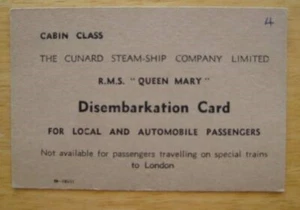 4
CABIN CLASS
THE CUNARD STEAM-SHIP COMPANY LIMITED
R.M.S. "QUEEN MARY"
Disembarkation Card
FOR LOCAL AND AUTOMOBILE PASSENGERS
Not available for passengers travelling on special trains
to London